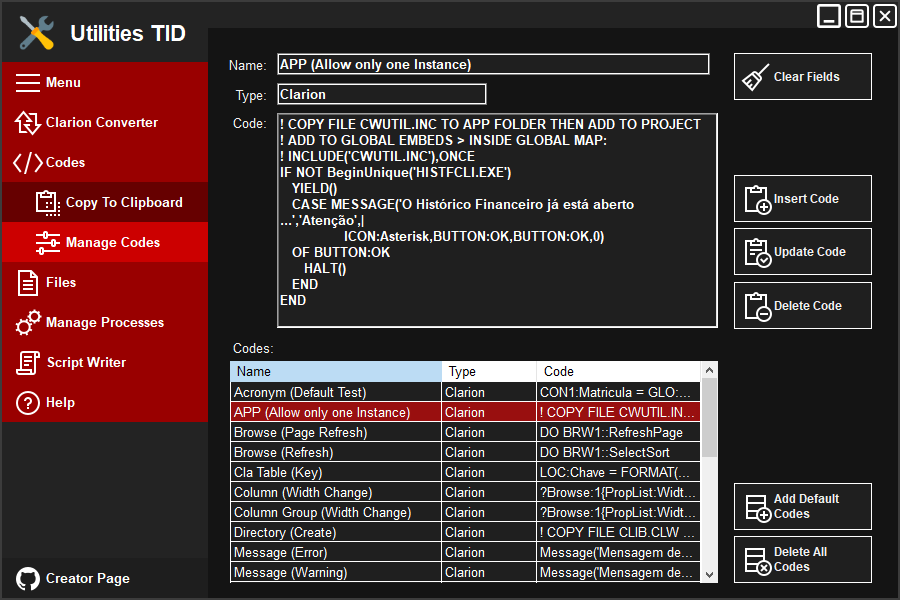 Utilities TID
Menu
Clarion Converter
Codes
Copy To Clipboard
Manage Codes
Files
Manage Processes
Script Writer
Help
Creator Page
Name: APP (Allow only one Instance)
Type: Clarion
Code:
! COPY FILE CWUTIL.INC TO APP FOLDER THEN ADD TO PROJECT
! ADD TO GLOBAL EMBEDS > INSIDE GLOBAL MAP:
! INCLUDE('CWUTIL.INC'),ONCE
IF NOT BeginUnique('HISTFCLI.EXE')
YIELD()
CASE MESSAGE('O Histórico Financeiro já está aberto
...','Atenção',|
ICON:Asterisk,BUTTON:OK,BUTTON:OK,0)
OF BUTTON:OK
HALT()
END
END
Clear Fields
Insert Code
Update Code
Delete Code
Codes:
Name Type Code
Acronym (Default Test) Clarion CON1:Matricula = GLO:...
APP (Allow only one Instance) Clarion ! COPY FILE CWUTIL.IN...
Browse (Page Refresh) Clarion DO BRW1::RefreshPage
Browse (Refresh) Clarion DO BRW1::SelectSort
Cla Table (Key) Clarion LOC:Chave = FORMAT(...
Column (Width Change) Clarion ?Browse:1{PropList:Widt...
Column Group (Width Change) Clarion ?Browse:1{PropList:Widt...
Directory (Create) Clarion ! COPY FILE CLIB.CLW ...
Message (Error) Clarion Message('Mensagem de...
Message (Warning) Clarion Message('Mensagem de...
Add Default
Codes
Delete All
Codes